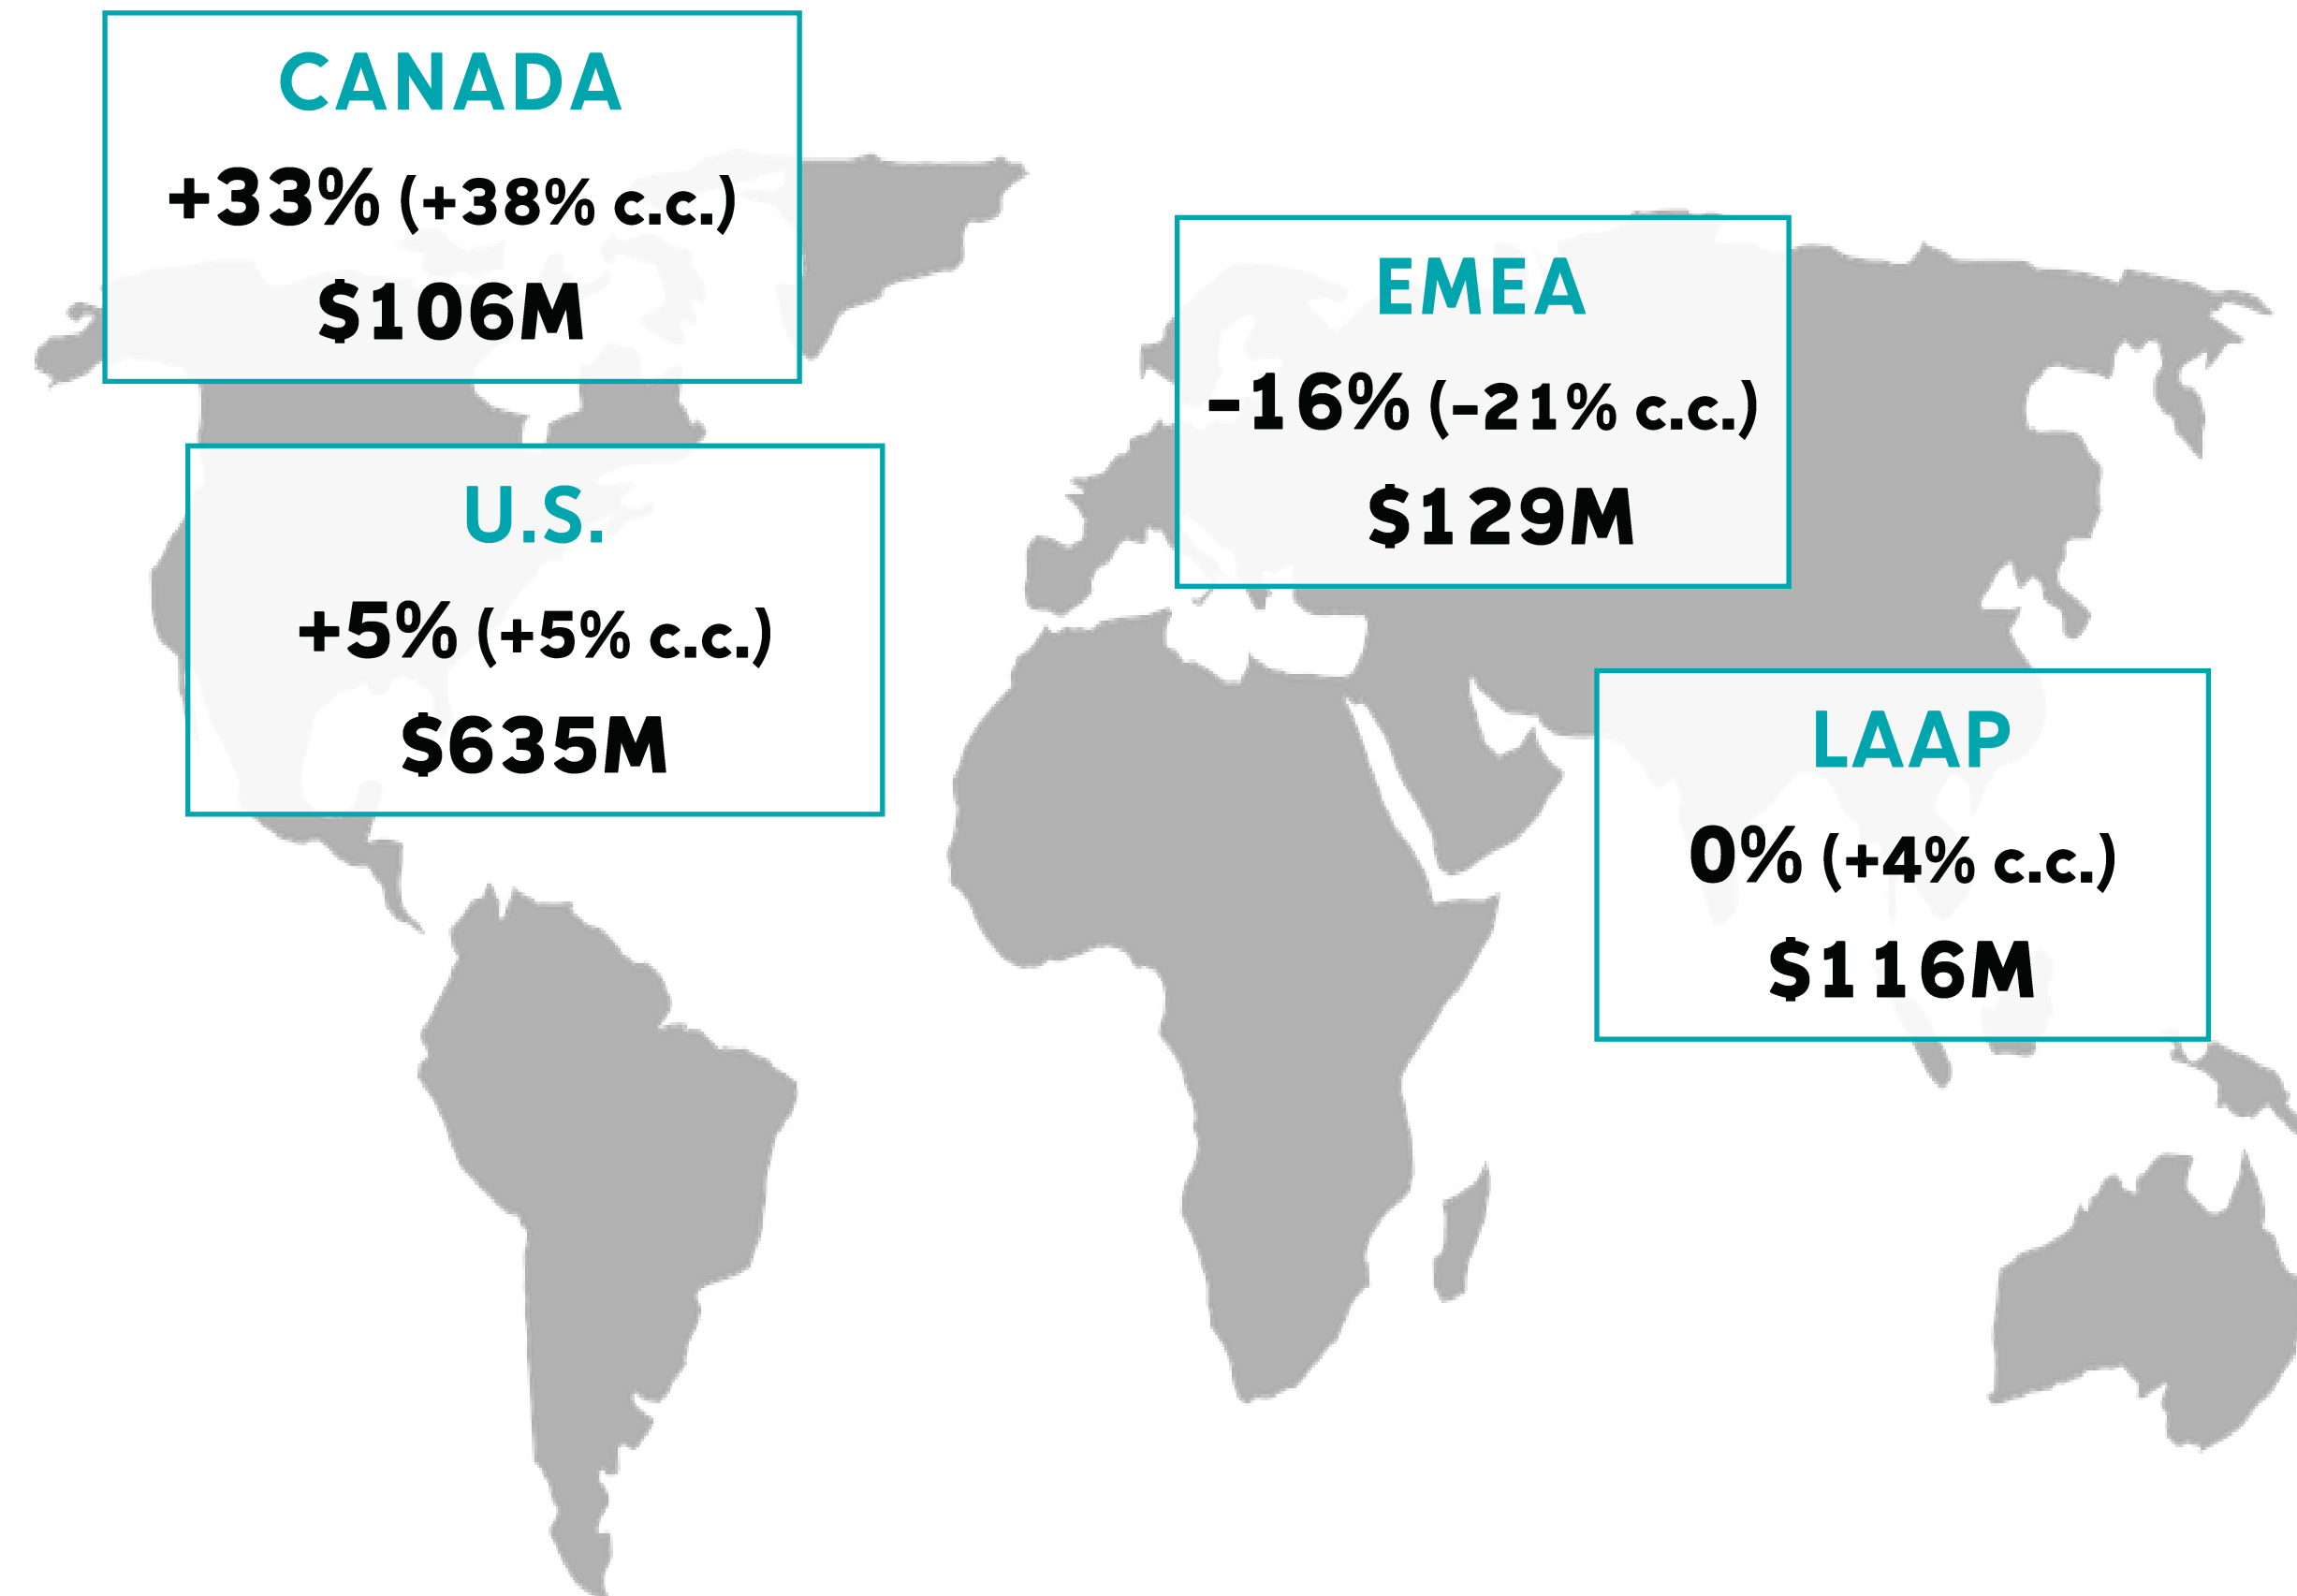 CANADA
+33% (+38% c.c.)
$106M
EMEA
-16% (-21% c.c.)
$129M
U.S.
+5% (+5% c.c.)
$635M
LAAP
0% (+4% c.c.)
$116M